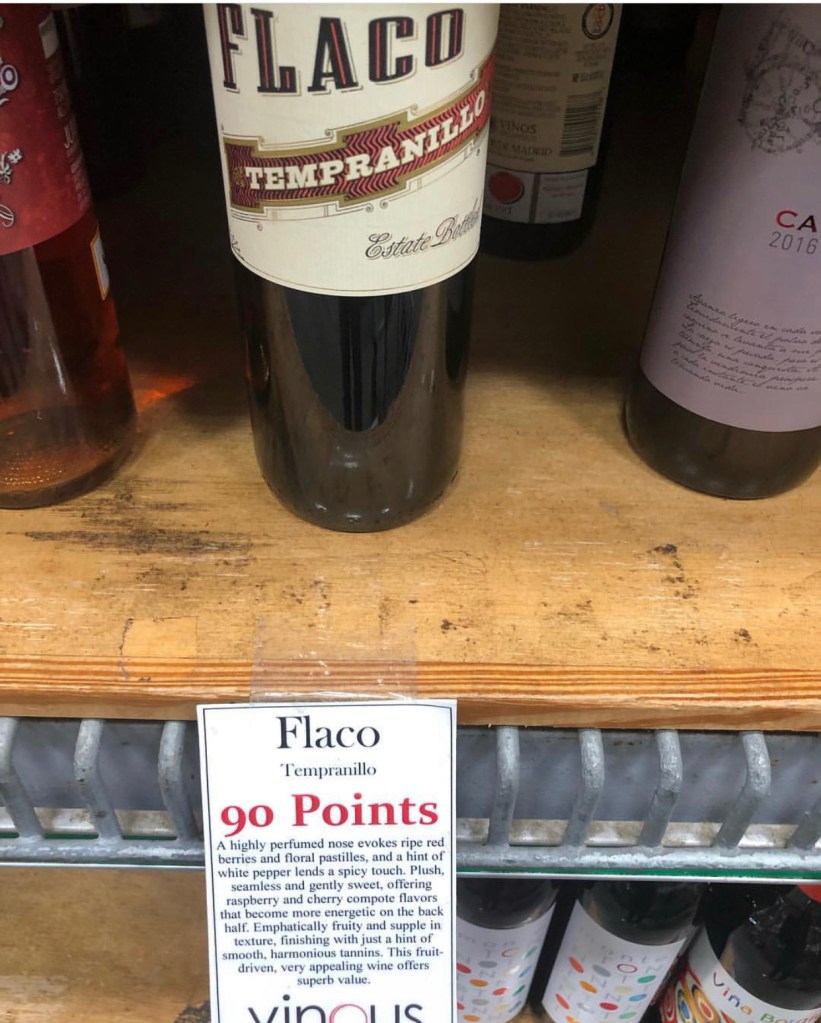 FLACO
TEMPRANILLO
Estate Bottled
VINOS
DE MADRID
CA
2016
Flaco
Tempranillo
90 Points
A highly perfumed nose evokes ripe red
berries and floral pastilles, and a hint of
white pepper lends a spicy touch. Plush,
seamless and gently sweet, offering
raspberry and cherry compote flavors
that become more energetic on the back
half. Emphatically fruity and supple in
texture, finishing with just a hint of
smooth, harmonious tannins. This fruit-
driven, very appealing wine offers
superb value.
vinous
Viña